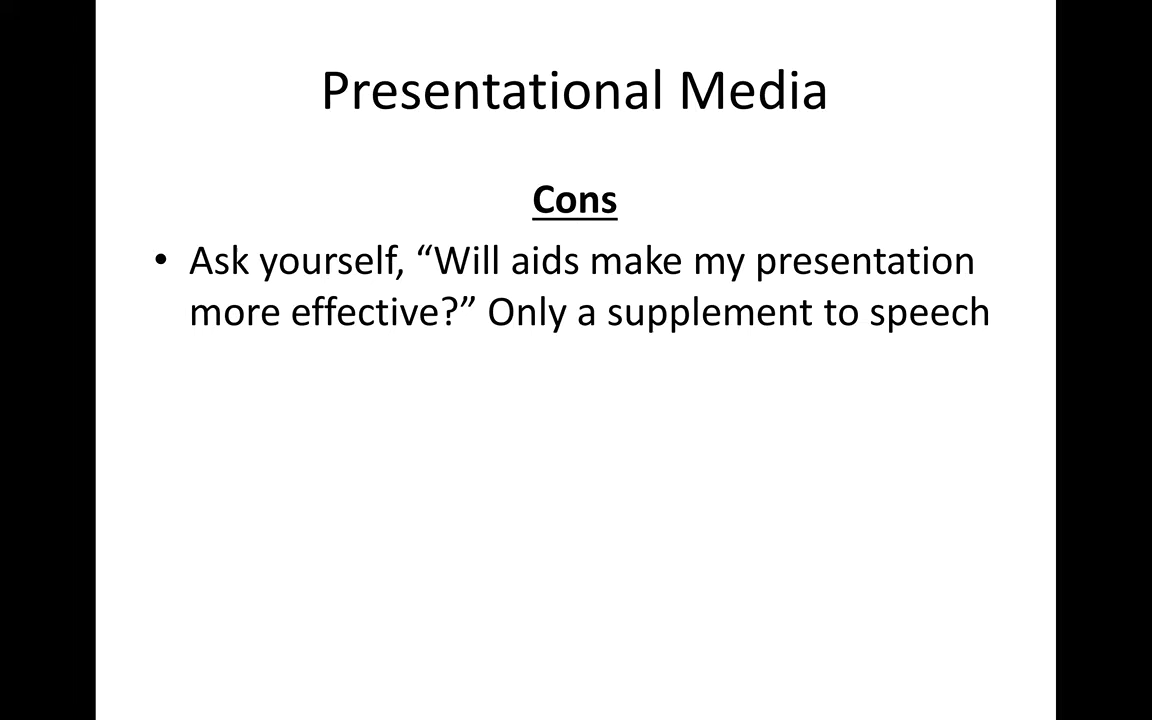 Presentational Media
Cons
• Ask yourself, “Will aids make my presentation
more effective?” Only a supplement to speech